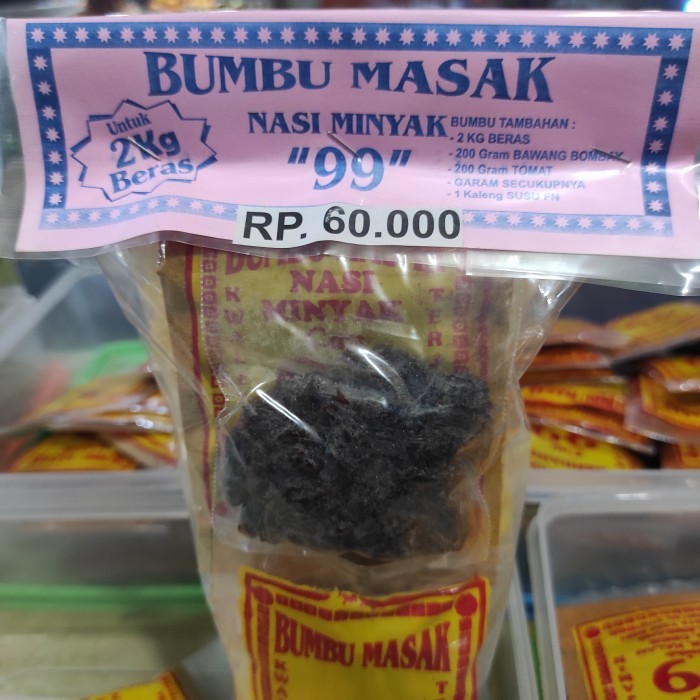 BUMBU MASAK
Untuk
2Kg
Beras
NASI MINYAK
"99"
BUMBU TAMBAHAN :
- 2 KG BERAS
- 200 Gram BAWANG BOMBAY
- 200 Gram TOMAT
- GARAM SECUKUPNYA
- 1 Kaleng SUSU FN
RP. 60.000
NASI
MINYAK
BUMBU MASAK